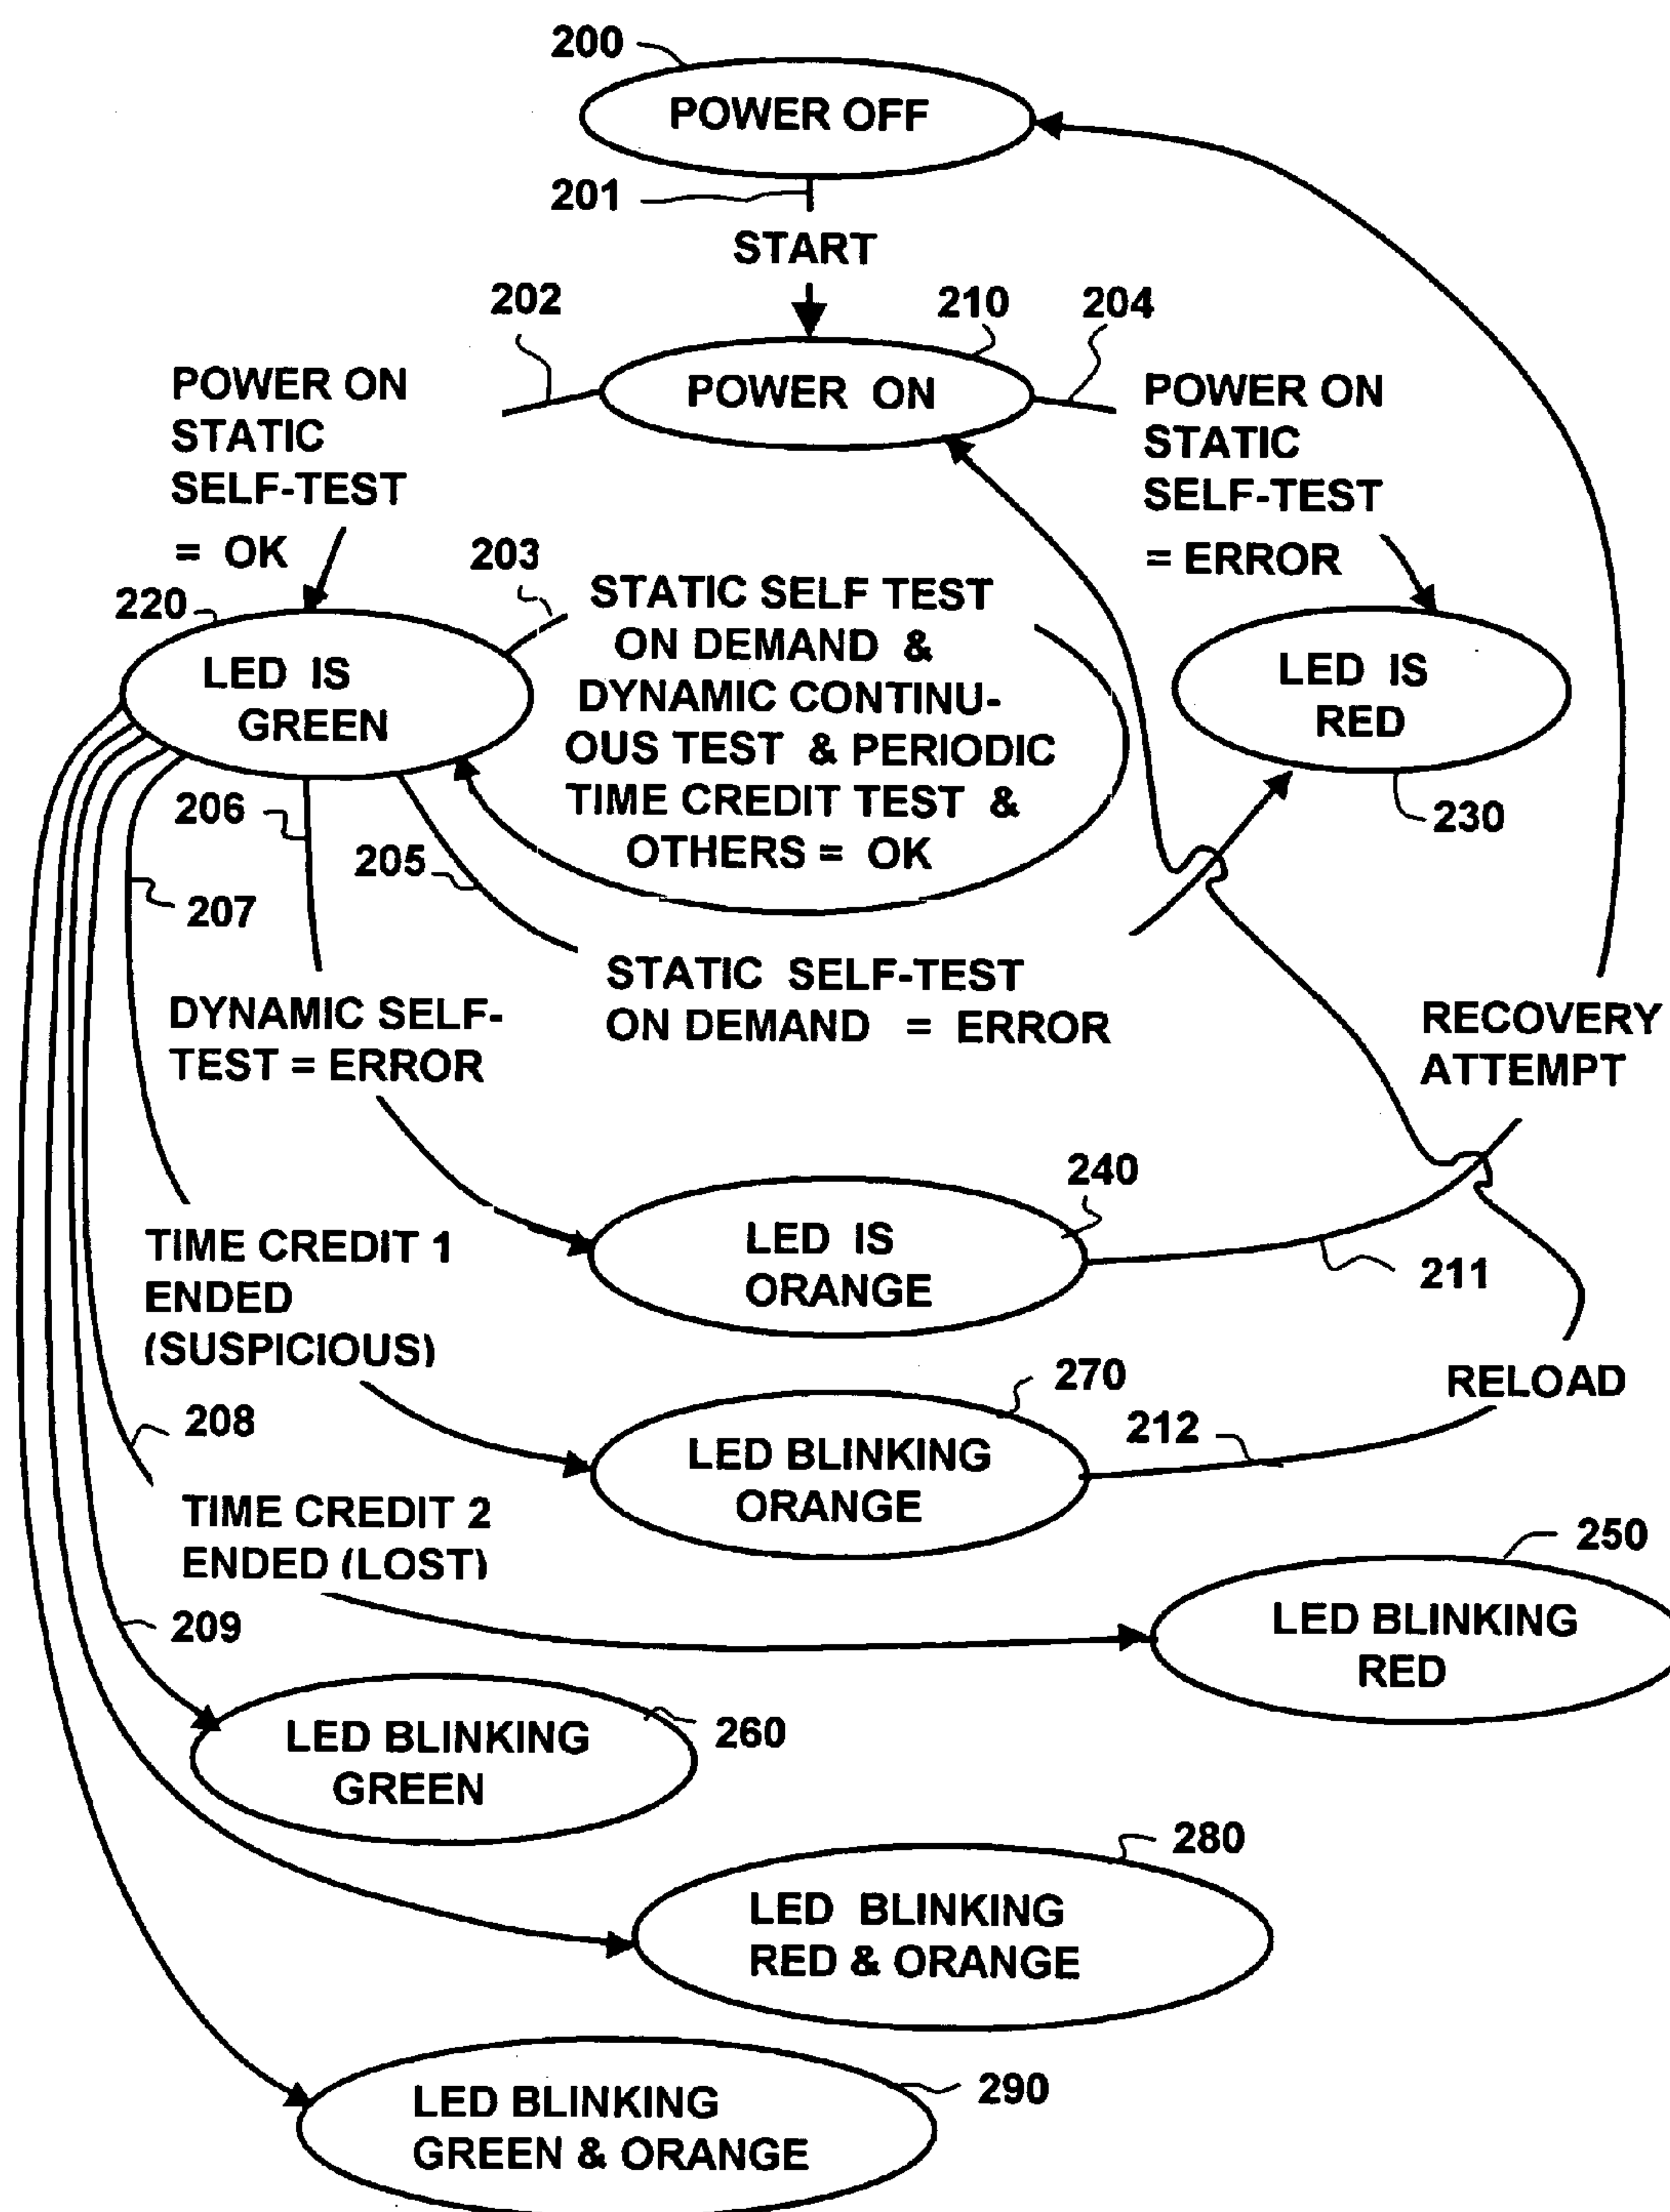 200
POWER OFF
201
START
202
210
204
POWER ON
POWER ON
STATIC
SELF-TEST
= OK
POWER ON
STATIC
SELF-TEST
= ERROR
203
220
STATIC SELF TEST
ON DEMAND &
DYNAMIC CONTINU-
OUS TEST & PERIODIC
TIME CREDIT TEST &
OTHERS = OK
LED IS
GREEN
LED IS
RED
230
206
205
207
STATIC SELF-TEST
ON DEMAND = ERROR
DYNAMIC SELF-
TEST = ERROR
RECOVERY
ATTEMPT
240
LED IS
ORANGE
211
TIME CREDIT 1
ENDED
(SUSPICIOUS)
270
RELOAD
208
212
LED BLINKING
ORANGE
TIME CREDIT 2
ENDED (LOST)
250
LED BLINKING
RED
209
260
LED BLINKING
GREEN
280
LED BLINKING
RED & ORANGE
290
LED BLINKING
GREEN & ORANGE